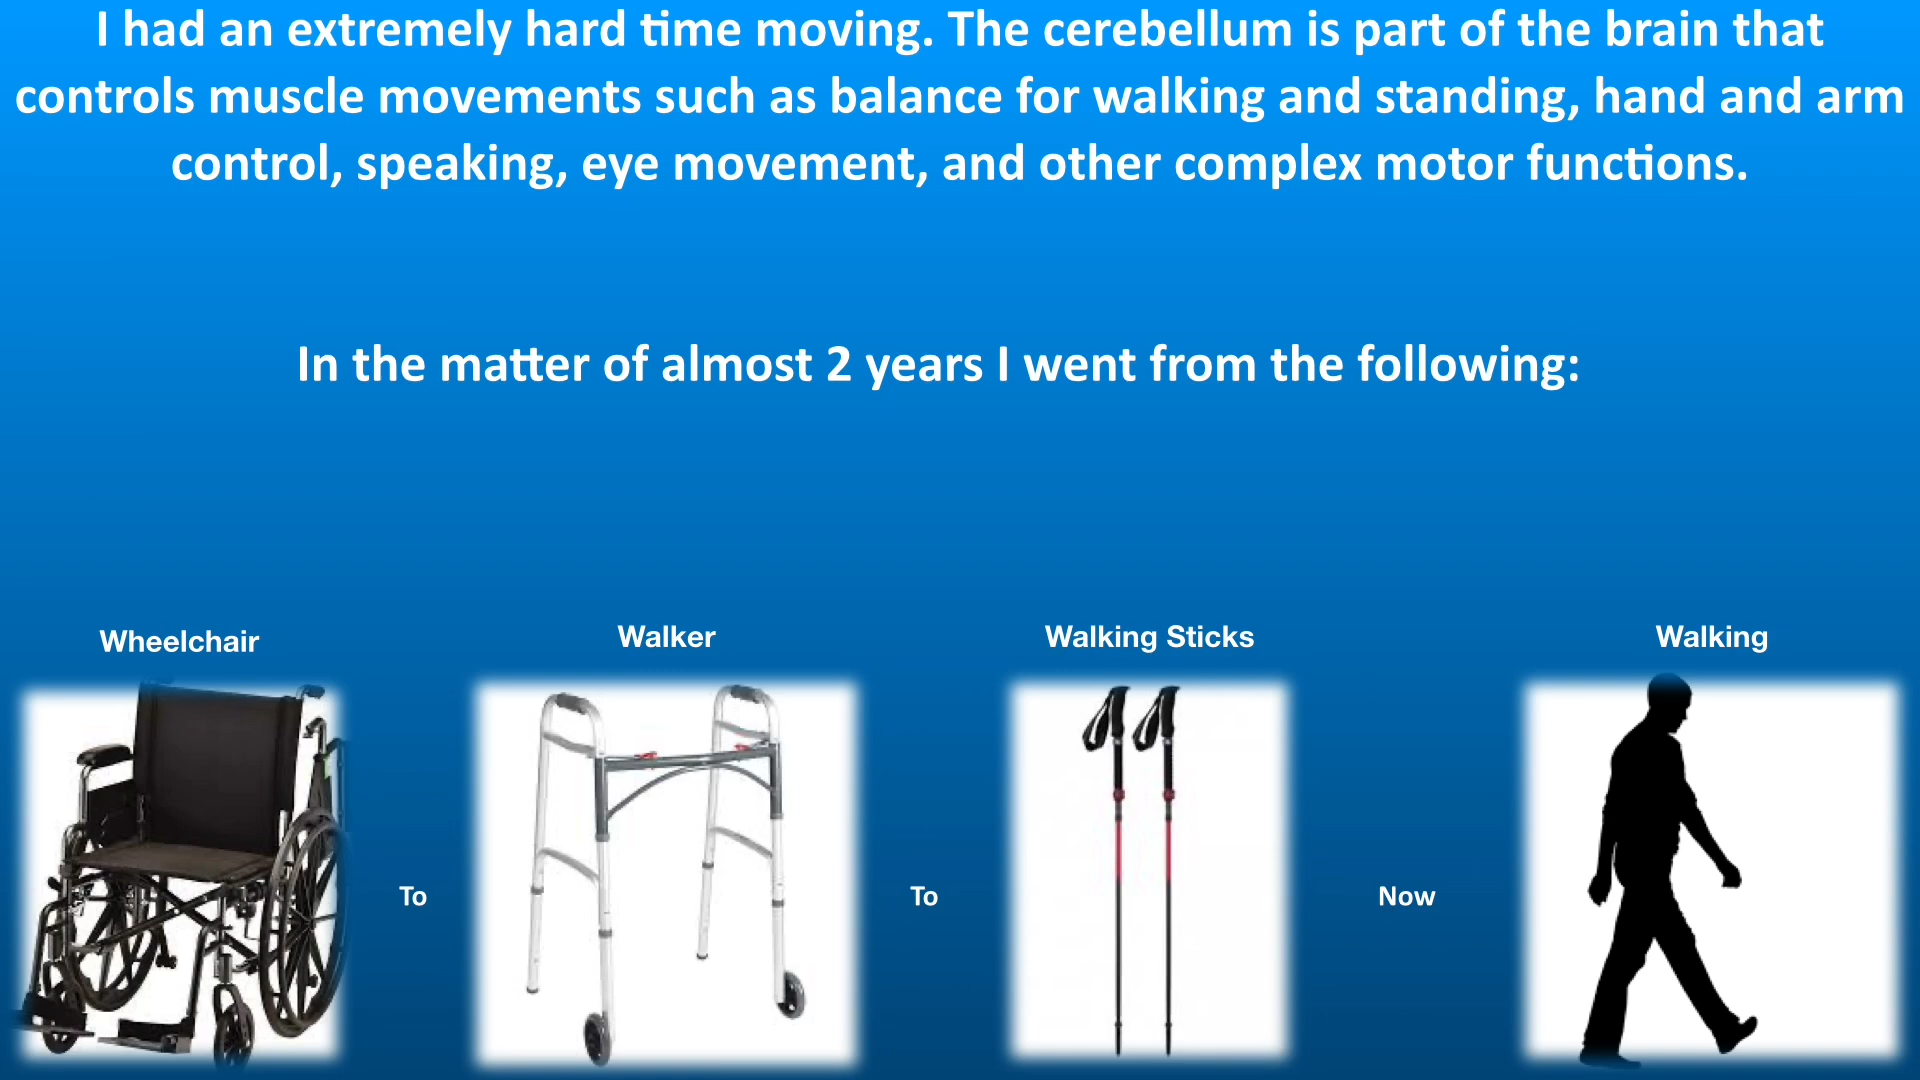 I had an extremely hard time moving. The cerebellum is part of the brain that
controls muscle movements such as balance for walking and standing, hand and arm
control, speaking, eye movement, and other complex motor functions.
In the matter of almost 2 years I went from the following:
Wheelchair
Walker
Walking Sticks
Walking
To
To
Now